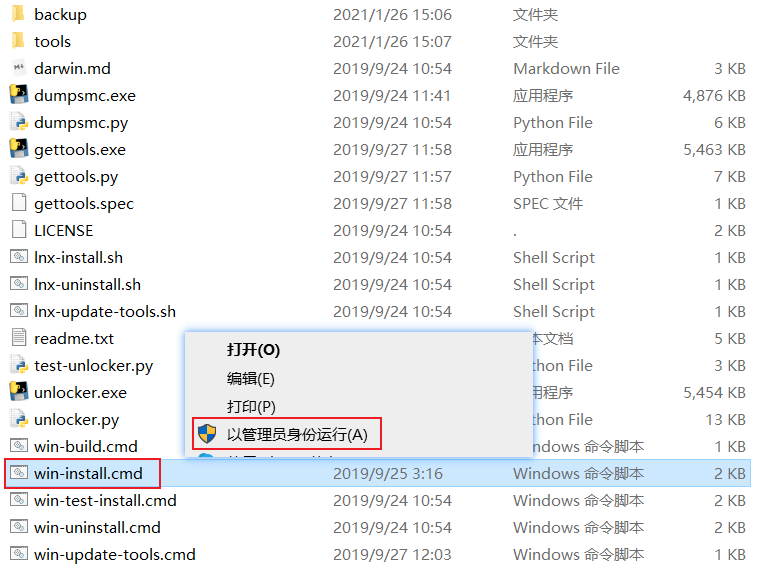 backup 2021/1/26 15:06 文件夹
tools 2021/1/26 15:07 文件夹
darwin.md 2019/9/24 10:54 Markdown File 3 KB
dumpsmc.exe 2019/9/24 11:41 应用程序 4,876 KB
dumpsmc.py 2019/9/24 10:54 Python File 6 KB
gettools.exe 2019/9/27 11:58 应用程序 5,463 KB
gettools.py 2019/9/27 11:57 Python File 7 KB
gettools.spec 2019/9/27 11:58 SPEC 文件 1 KB
LICENSE 2019/9/24 10:54 . 2 KB
lnx-install.sh 2019/9/24 10:54 Shell Script 1 KB
lnx-uninstall.sh 2019/9/24 10:54 Shell Script 1 KB
lnx-update-tools.sh 2019/9/24 10:54 Shell Script 1 KB
readme.txt 本文档 5 KB
打开(O)
test-unlocker.py File 1 KB
编辑(E)
unlocker.exe 程序 5,454 KB
打印(P)
unlocker.py File 13 KB
以管理员身份运行(A)
win-build.cmd Windows 命令脚本 1 KB
win-install.cmd 2019/9/25 3:16 Windows 命令脚本 2 KB
win-test-install.cmd 2019/9/24 10:54 Windows 命令脚本 2 KB
win-uninstall.cmd 2019/9/24 10:54 Windows 命令脚本 2 KB
win-update-tools.cmd 2019/9/27 12:03 Windows 命令脚本 1 KB